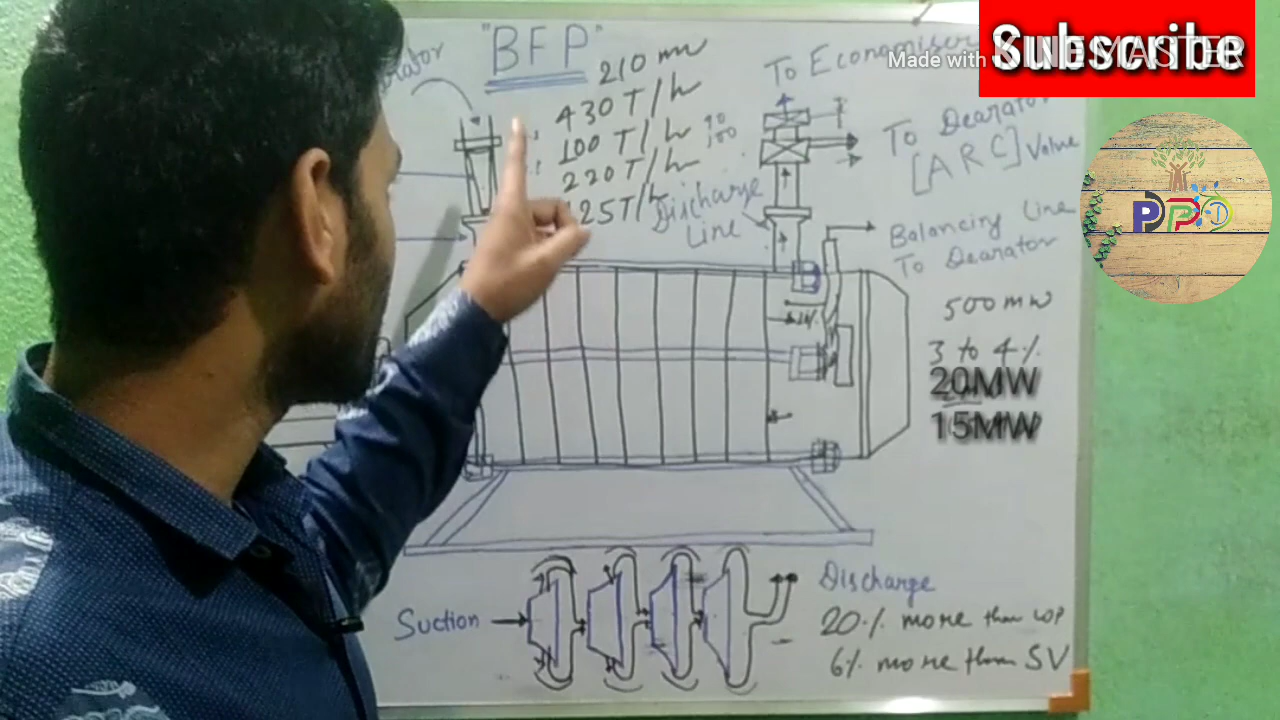 "BFP"
210 mw
430 T/h
100 T/h 90
100
220 T/h
125T/h
To Economiser
To Dearator
[ARC] Valve
Discharge
Line
Balancing Line
To Dearator
500 mw
3 to 4%
20MW
15MW
Suction
Discharge
20% more than WP
6% more than SV
Subscribe
Made with KINEMASTER